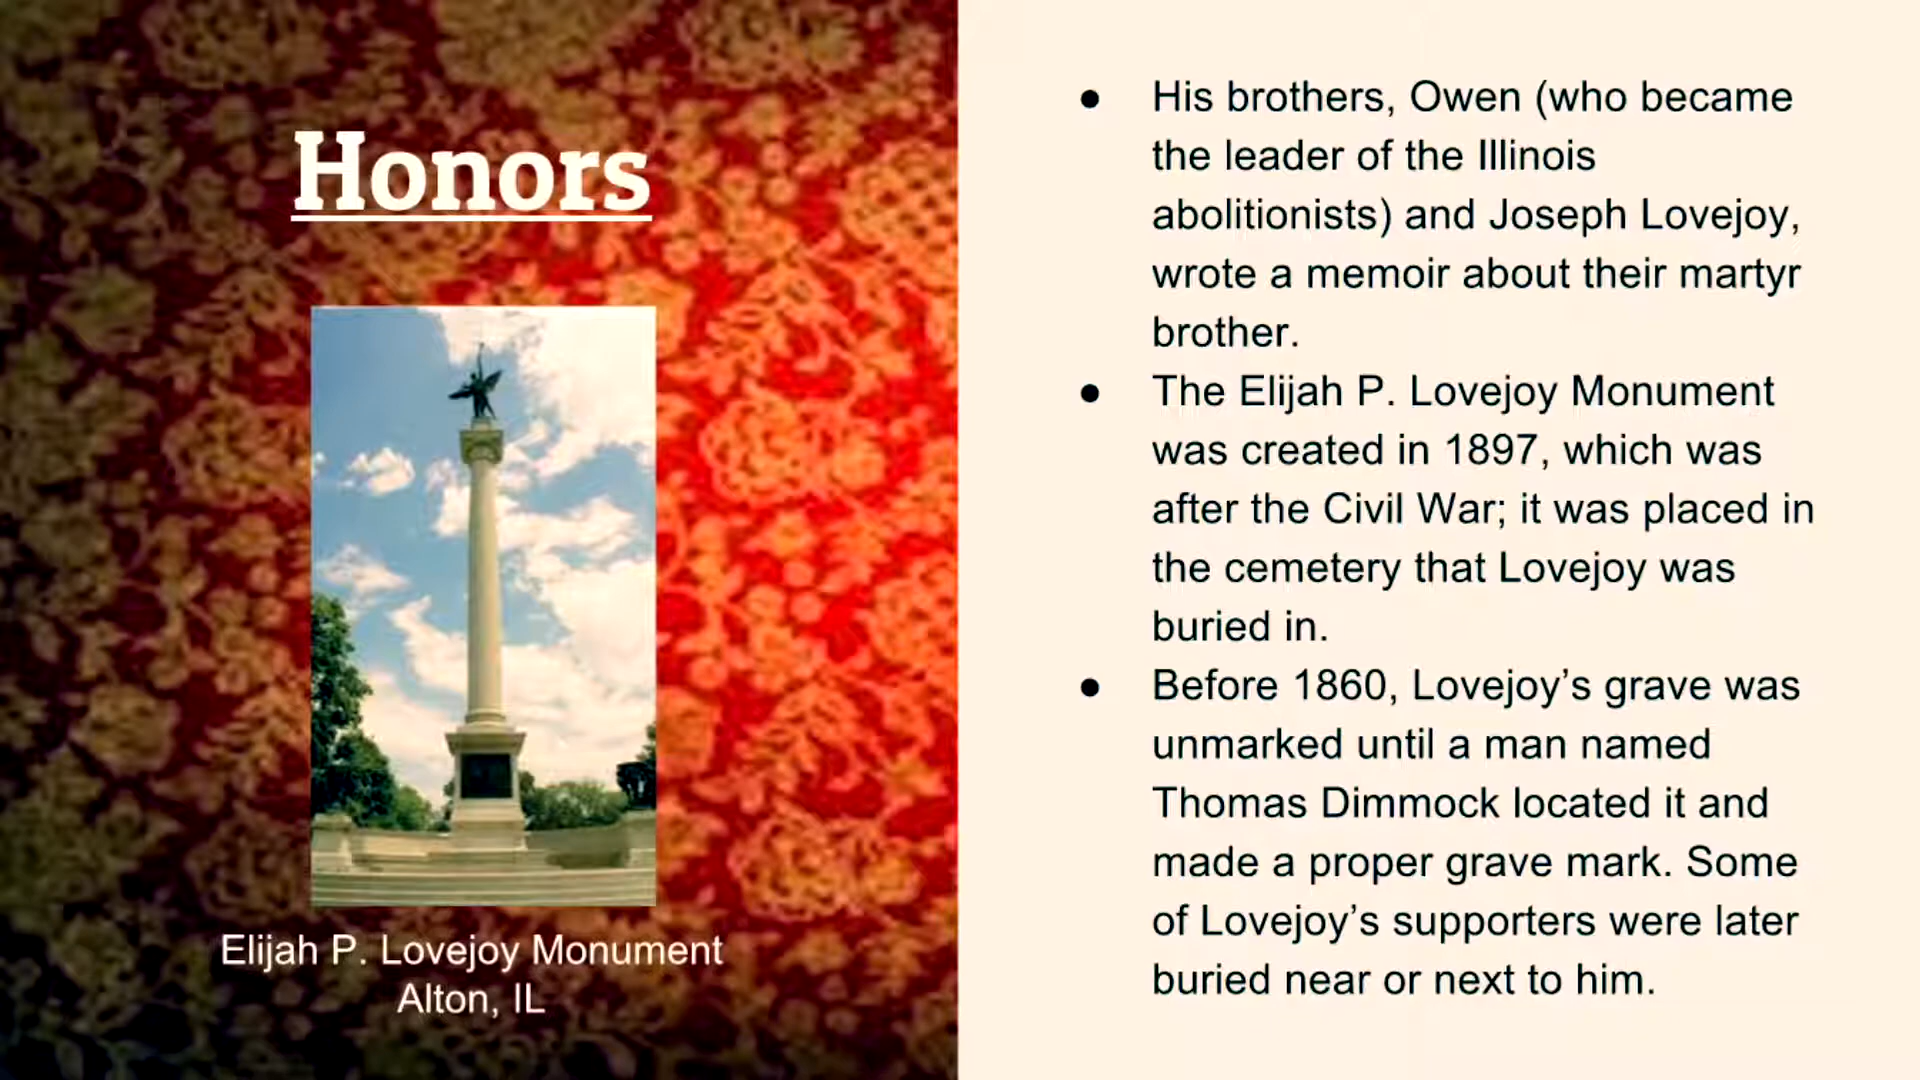 Honors
Elijah P. Lovejoy Monument
Alton, IL
● His brothers, Owen (who became
the leader of the Illinois
abolitionists) and Joseph Lovejoy,
wrote a memoir about their martyr
brother.
● The Elijah P. Lovejoy Monument
was created in 1897, which was
after the Civil War; it was placed in
the cemetery that Lovejoy was
buried in.
● Before 1860, Lovejoy’s grave was
unmarked until a man named
Thomas Dimmock located it and
made a proper grave mark. Some
of Lovejoy’s supporters were later
buried near or next to him.